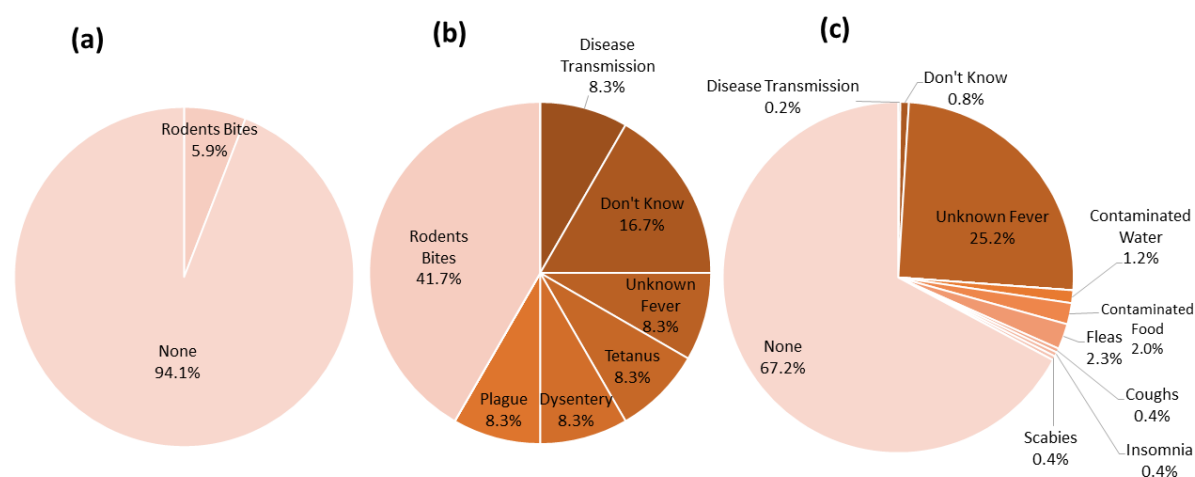 (a)
Rodents Bites
5.9%
None
94.1%
(b)
Disease
Transmission
8.3%
Don't Know
16.7%
Unknown
Fever
8.3%
Tetanus
8.3%
Dysentery
8.3%
Plague
8.3%
Rodents
Bites
41.7%
(c)
Disease Transmission
0.2%
Don't Know
0.8%
Unknown Fever
25.2%
Contaminated
Water
1.2%
Contaminated
Food
2.0%
Fleas
2.3%
Coughs
0.4%
Insomnia
0.4%
Scabies
0.4%
None
67.2%